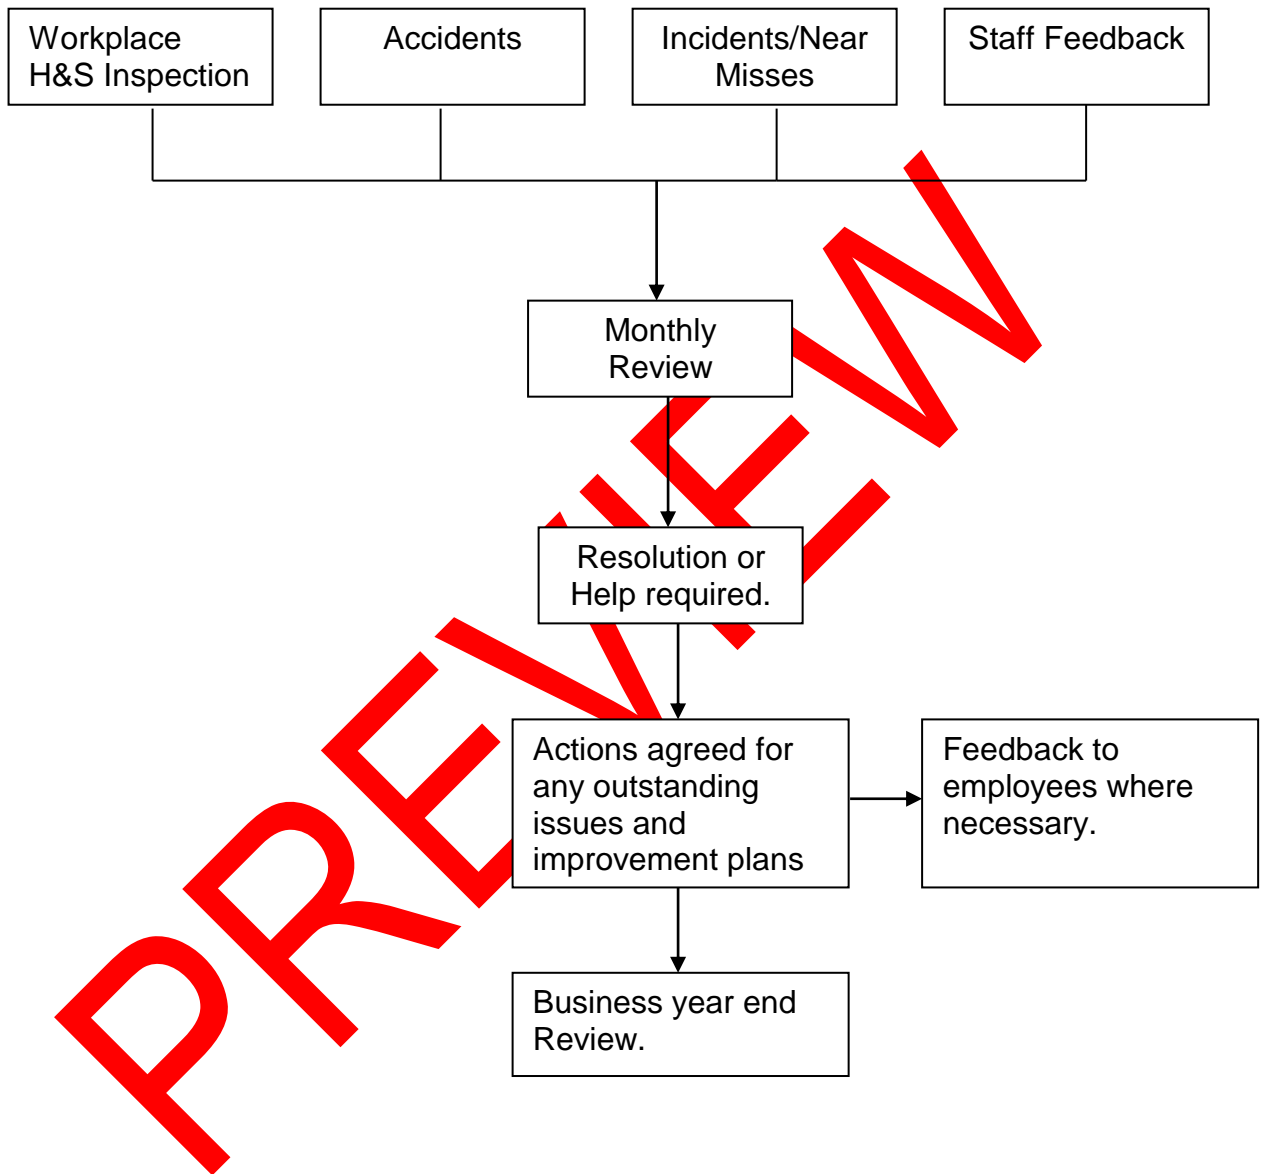 Workplace
H&S Inspection
Accidents
Incidents/Near
Misses
Staff Feedback
Monthly
Review
Resolution or
Help required.
Actions agreed for
any outstanding
issues and
improvement plans
Feedback to
employees where
necessary.
Business year end
Review.
PREVIEW